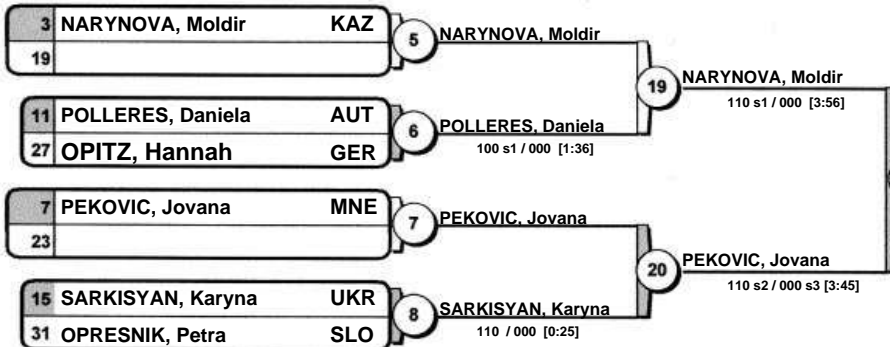 3 NARYNOVA, Moldir KAZ
19
5 NARYNOVA, Moldir
11 POLLERES, Daniela AUT
27 OPITZ, Hannah GER
6 POLLERES, Daniela
100 s1 / 000 [1:36]
19 NARYNOVA, Moldir
110 s1 / 000 [3:56]
7 PEKOVIC, Jovana MNE
23
7 PEKOVIC, Jovana
15 SARKISYAN, Karyna UKR
31 OPRESNIK, Petra SLO
8 SARKISYAN, Karyna
110 / 000 [0:25]
20 PEKOVIC, Jovana
110 s2 / 000 s3 [3:45]